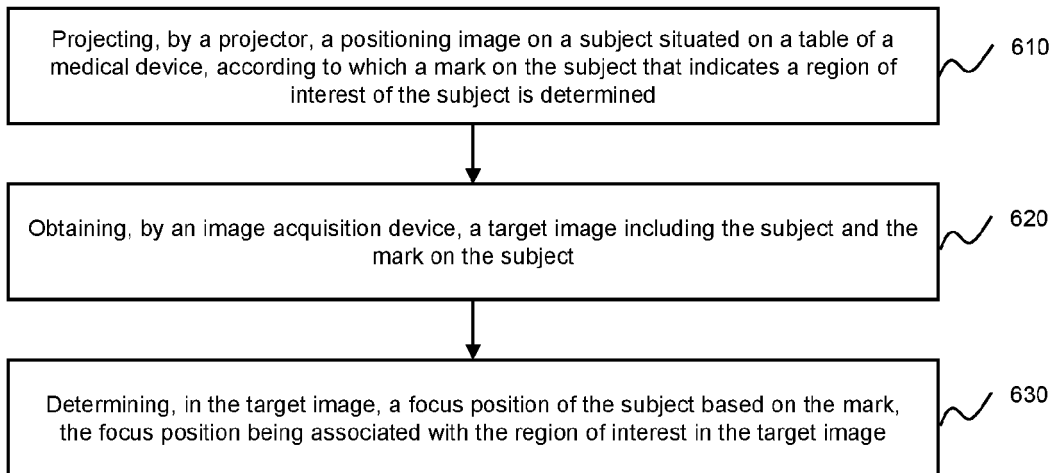 Projecting, by a projector, a positioning image on a subject situated on a table of a
medical device, according to which a mark on the subject that indicates a region of
interest of the subject is determined
610
Obtaining, by an image acquisition device, a target image including the subject and the
mark on the subject
620
Determining, in the target image, a focus position of the subject based on the mark,
the focus position being associated with the region of interest in the target image
630